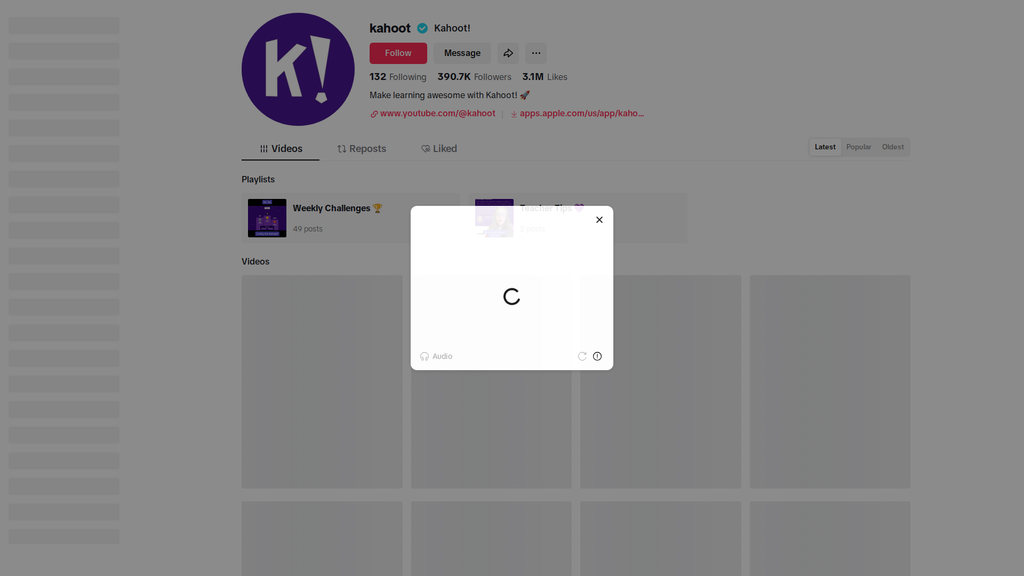 K!
kahoot Kahoot!
Follow Message
132 Following 390.7K Followers 3.1M Likes
Make learning awesome with Kahoot! 🚀
www.youtube.com/@kahoot apps.apple.com/us/app/kaho...
Videos Reposts Liked
Latest Popular Oldest
Playlists
Weekly Challenges 🏆
49 posts
Teacher Tips 💜
Videos
Audio